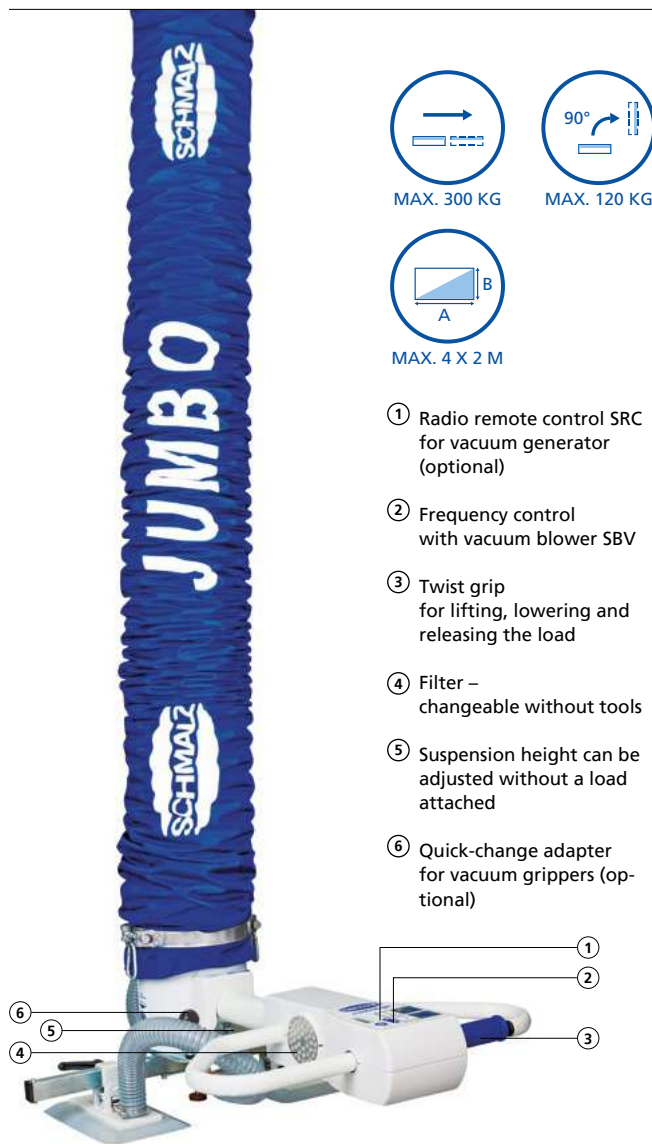 SCHMALZ
JUMBO
SCHMALZ
90°
MAX. 300 KG
MAX. 120 KG
B
A
MAX. 4 X 2 M
1 Radio remote control SRC
for vacuum generator
(optional)
2 Frequency control
with vacuum blower SBV
3 Twist grip
for lifting, lowering and
releasing the load
4 Filter –
changeable without tools
5 Suspension height can be
adjusted without a load
attached
6 Quick-change adapter
for vacuum grippers (op-
tional)
1
2
6
5
3
4